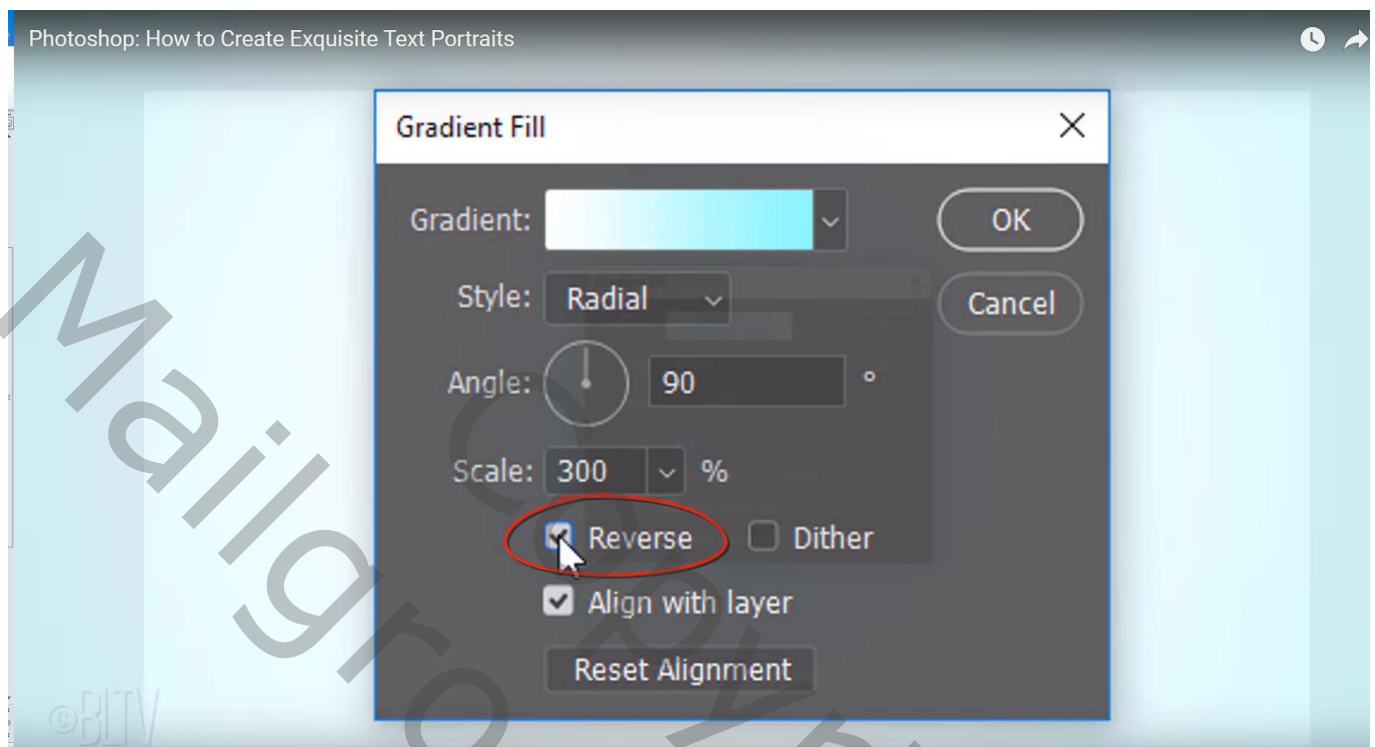 Photoshop: How to Create Exquisite Text Portraits
Gradient Fill
Gradient:
OK
Style: Radial
Cancel
Angle: 90 °
Scale: 300 %
Reverse Dither
Align with layer
Reset Alignment
©BLTV